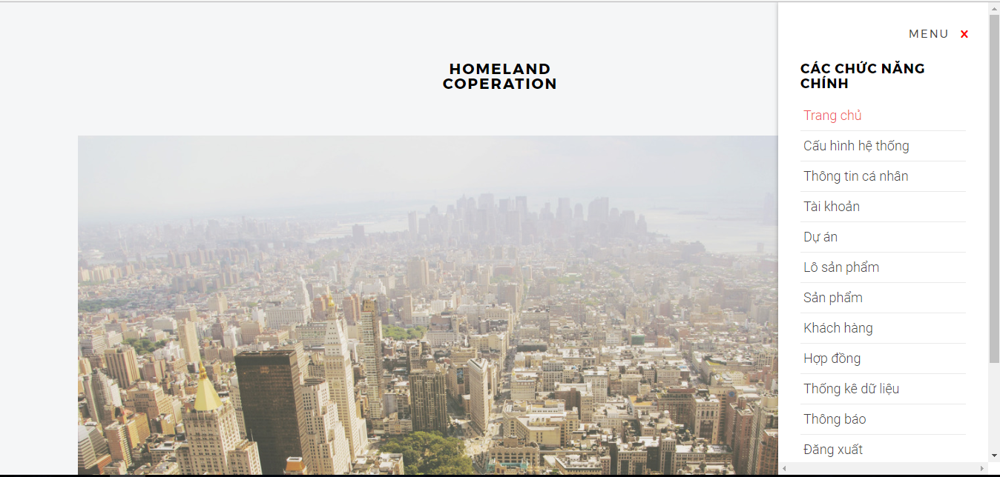 MENU x
CÁC CHỨC NĂNG
CHÍNH
HOMELAND
COPERATION
Trang chủ
Cấu hình hệ thống
Thông tin cá nhân
Tài khoản
Dự án
Lô sản phẩm
Sản phẩm
Khách hàng
Hợp đồng
Thống kê dữ liệu
Thông báo
Đăng xuất